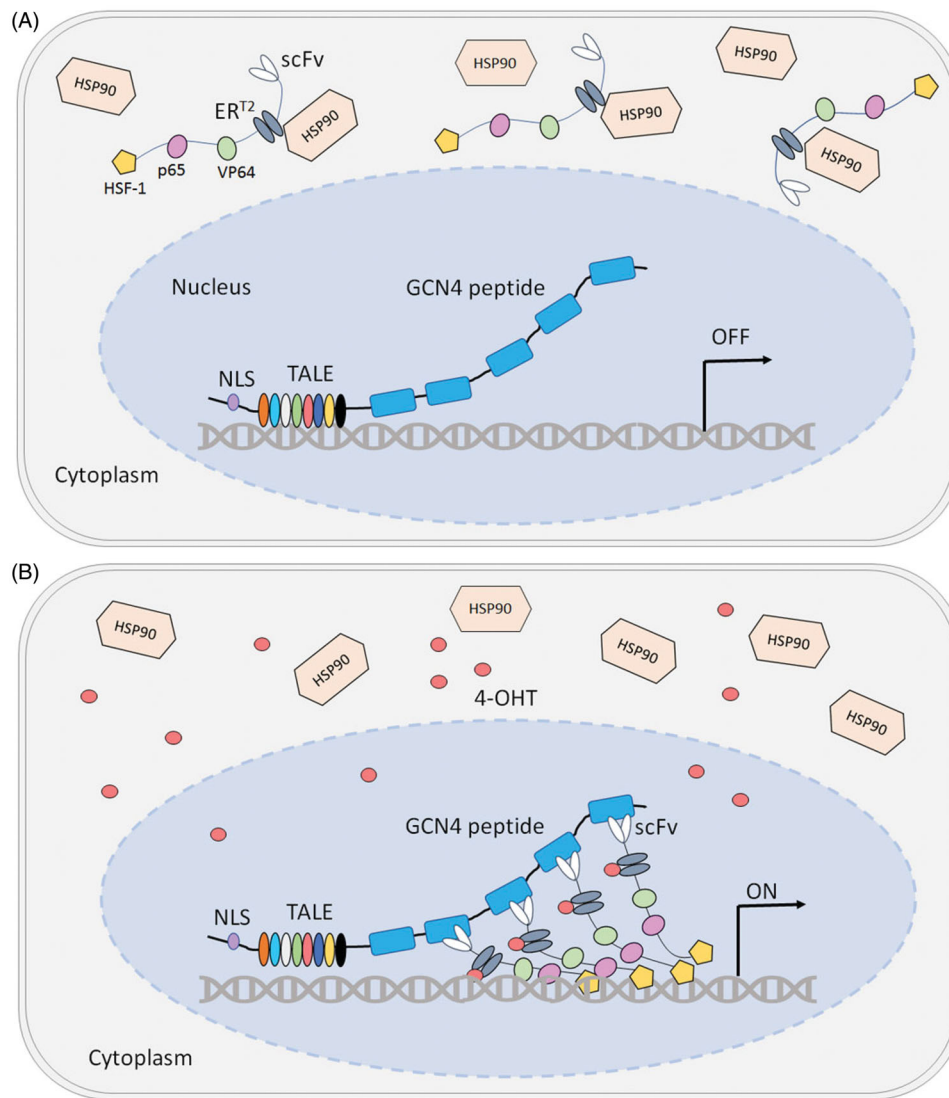 (A)
scFv
HSP90
HSP90
HSP90
ER^T2
HSP90
HSP90
HSP90
p65
VP64
HSF-1
Nucleus
GCN4 peptide
OFF
NLS
TALE
Cytoplasm
(B)
HSP90
HSP90
HSP90
HSP90
HSP90
HSP90
4-OHT
GCN4 peptide
scFv
ON
NLS
TALE
Cytoplasm